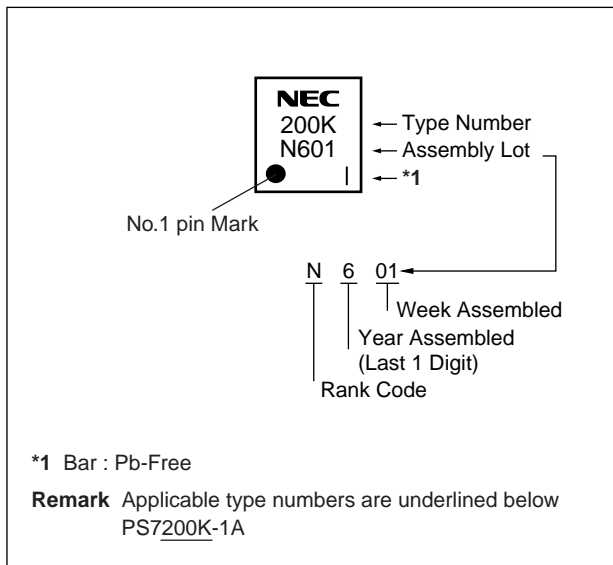 NEC
200K
N601
Type Number
Assembly Lot
*1
No.1 pin Mark
N 6 01
Week Assembled
Year Assembled
(Last 1 Digit)
Rank Code
*1 Bar : Pb-Free
Remark Applicable type numbers are underlined below
PS7200K-1A